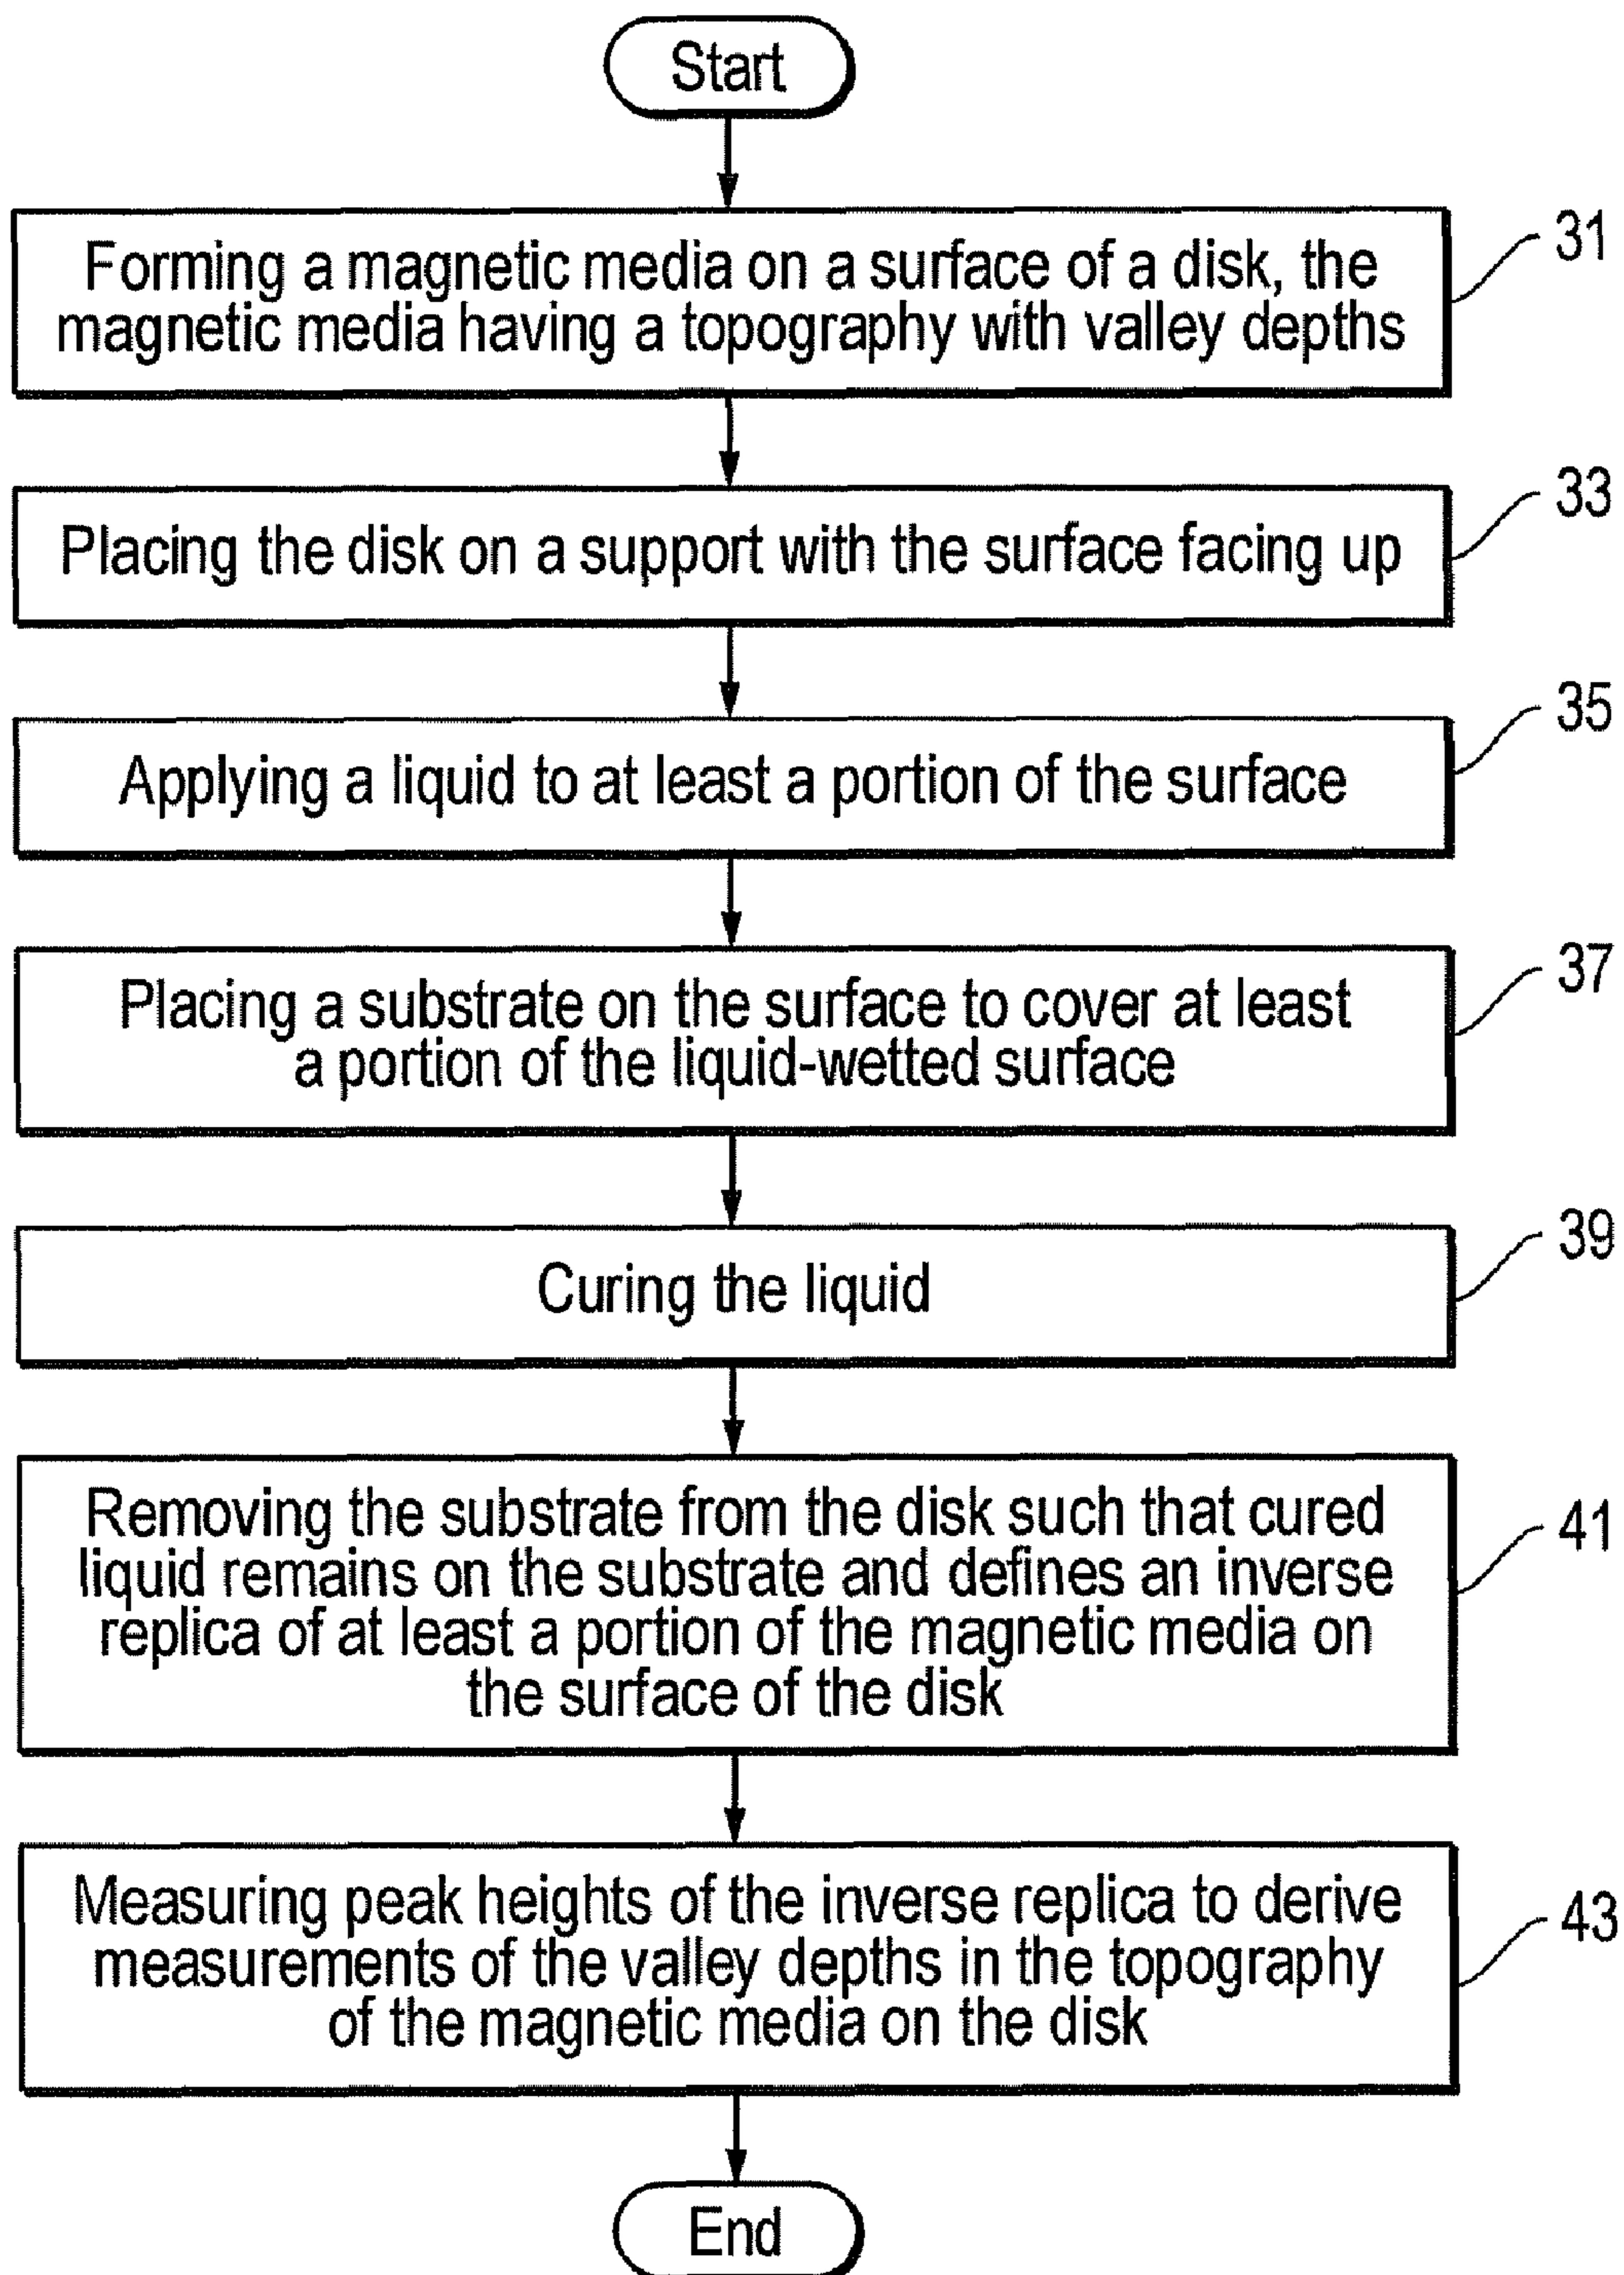 Start
Forming a magnetic media on a surface of a disk, the
magnetic media having a topography with valley depths
31
Placing the disk on a support with the surface facing up
33
Applying a liquid to at least a portion of the surface
35
Placing a substrate on the surface to cover at least
a portion of the liquid-wetted surface
37
Curing the liquid
39
Removing the substrate from the disk such that cured
liquid remains on the substrate and defines an inverse
replica of at least a portion of the magnetic media on
the surface of the disk
41
Measuring peak heights of the inverse replica to derive
measurements of the valley depths in the topography
of the magnetic media on the disk
43
End